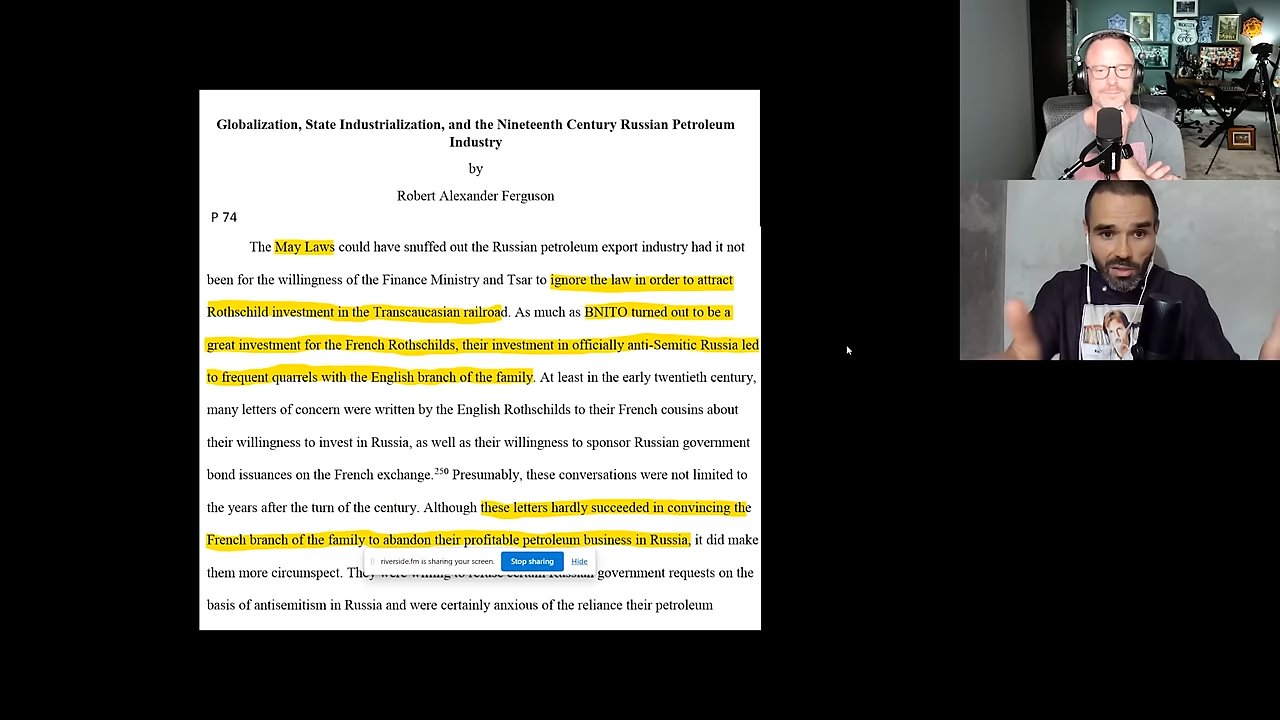 Globalization, State Industrialization, and the Nineteenth Century Russian Petroleum
Industry
by
Robert Alexander Ferguson
P 74
The May Laws could have snuffed out the Russian petroleum export industry had it not
been for the willingness of the Finance Ministry and Tsar to ignore the law in order to attract
Rothschild investment in the Transcaucasian railroad. As much as BNITO turned out to be a
great investment for the French Rothschilds, their investment in officially anti-Semitic Russia led
to frequent quarrels with the English branch of the family. At least in the early twentieth century,
many letters of concern were written by the English Rothschilds to their French cousins about
their willingness to invest in Russia, as well as their willingness to sponsor Russian government
bond issuances on the French exchange.250 Presumably, these conversations were not limited to
the years after the turn of the century. Although these letters hardly succeeded in convincing the
French branch of the family to abandon their profitable petroleum business in Russia, it did make
riverside.fm is sharing your screen. Stop sharing Hide
them more circumspect. They were willing to refuse certain Russian government requests on the
basis of antisemitism in Russia and were certainly anxious of the reliance their petroleum